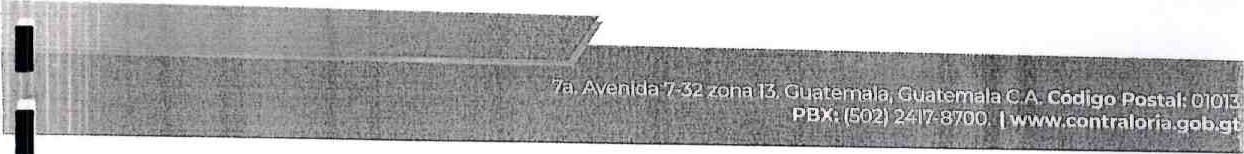 7a. Avenida 7-32 zona 13, Guatemala, Guatemala C.A. Código Postal: 01013
PBX: (502) 2417-8700. | www.contraloria.gob.gt